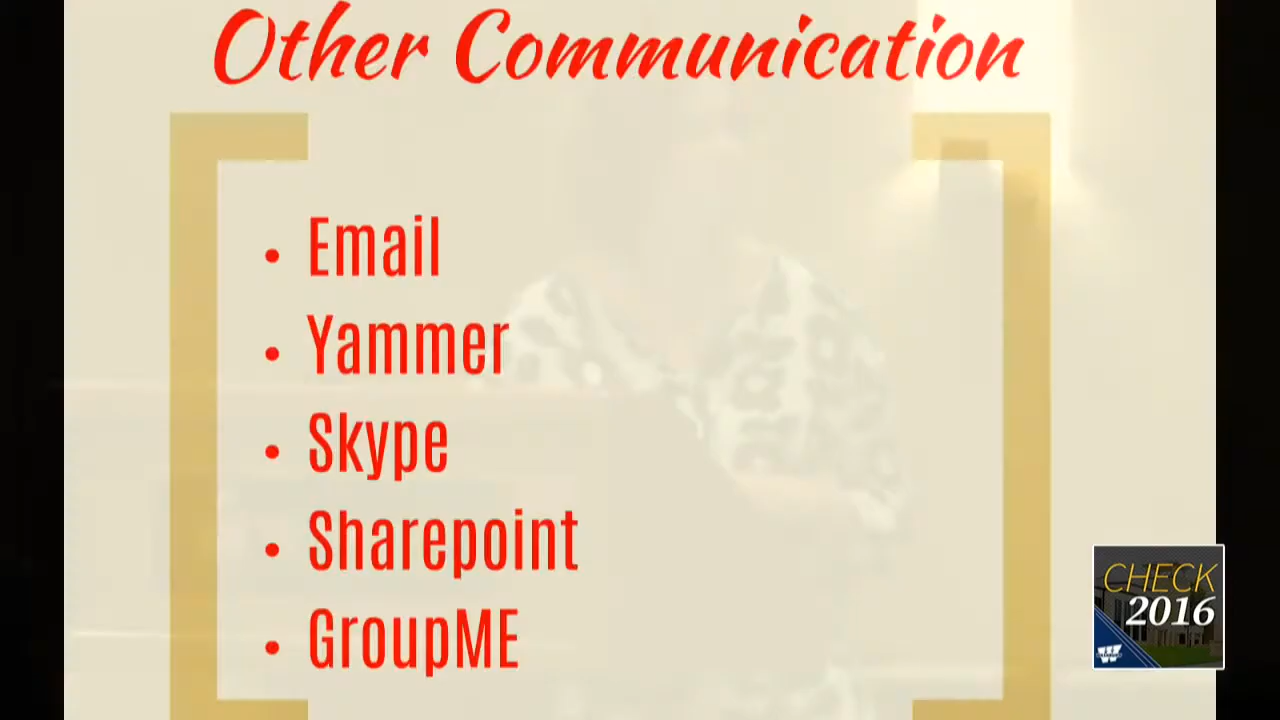 Other Communication
• Email
• Yammer
• Skype
• Sharepoint
• GroupME
CHECK
2016
W